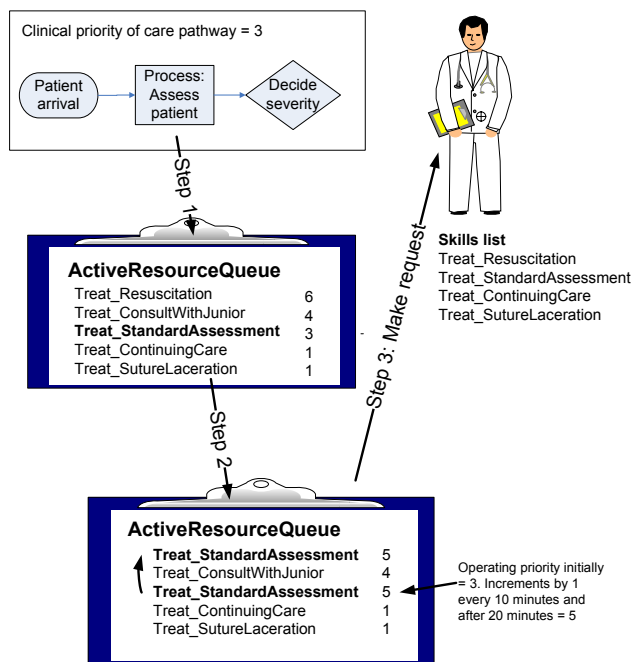 Clinical priority of care pathway = 3
Patient
arrival
Process:
Assess
patient
Decide
severity
Step 1
ActiveResourceQueue
Treat_Resuscitation 6
Treat_ConsultWithJunior 4
Treat_StandardAssessment 3
Treat_ContinuingCare 1
Treat_SutureLaceration 1
Skills list
Treat_Resuscitation
Treat_StandardAssessment
Treat_ContinuingCare
Treat_SutureLaceration
Step 3: Make request
Step 2
ActiveResourceQueue
Treat_StandardAssessment 5
Treat_ConsultWithJunior 4
Treat_StandardAssessment 5
Treat_ContinuingCare 1
Treat_SutureLaceration 1
Operating priority initially
= 3. Increments by 1
every 10 minutes and
after 20 minutes = 5